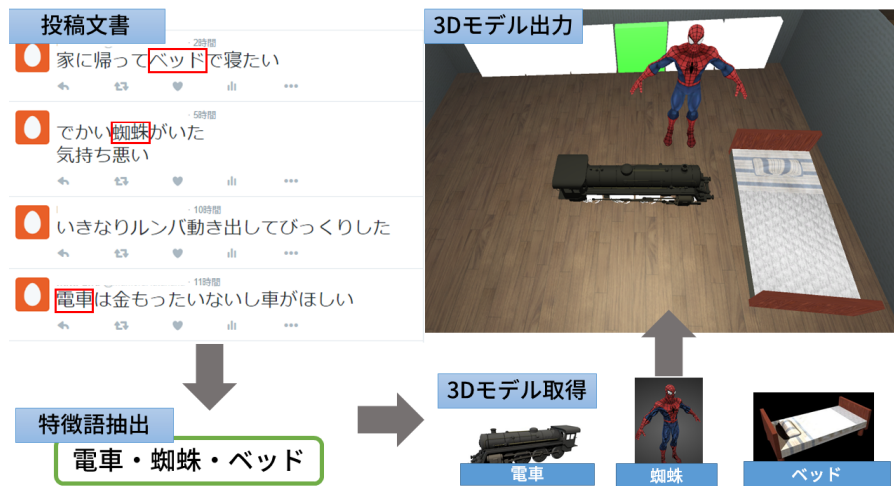 投稿文書
・2時間
家に帰ってベッドで寝たい
・5時間
でかい蜘蛛がいた
気持ち悪い
・10時間
いきなりルンバ動き出してびっくりした
・11時間
電車は金もったいないし車がほしい
特徴語抽出
電車・蜘蛛・ベッド
3Dモデル取得
電車
蜘蛛
ベッド
3Dモデル出力